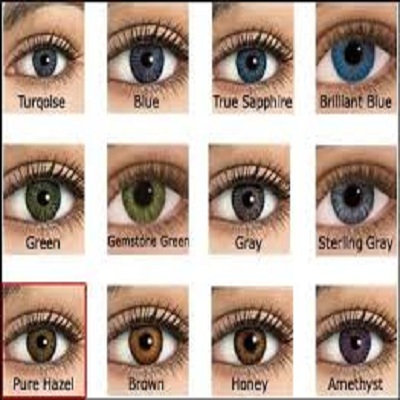 Turqoise
Blue
True Sapphire
Brilliant Blue
Green
Gemstone Green
Gray
Sterling Gray
Pure Hazel
Brown
Honey
Amethyst